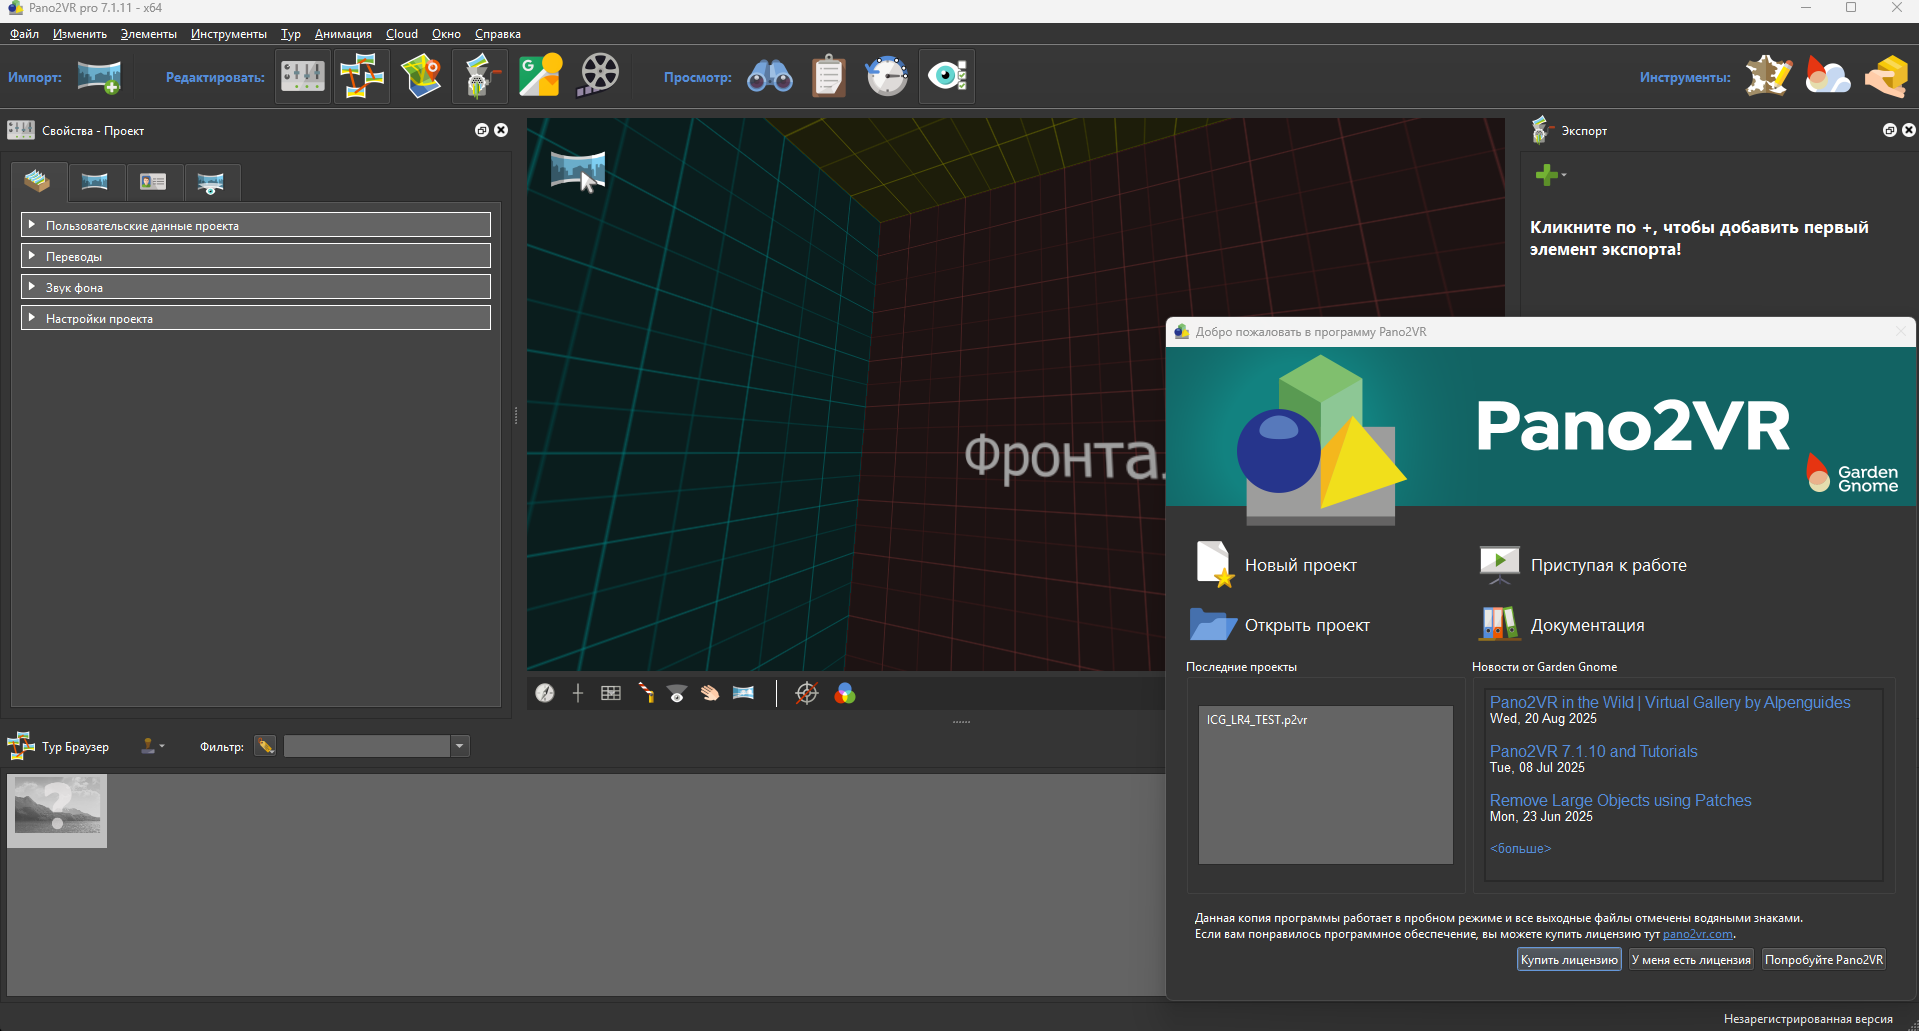 Pano2VR pro 7.1.11 - x64
Файл Изменить Элементы Инструменты Тур Анимация Cloud Окно Справка
Импорт: Редактировать: Просмотр: Инструменты:
Свойства - Проект
Пользовательские данные проекта
Переводы
Звук фона
Настройки проекта
Фронта
Экспорт
Кликните по +, чтобы добавить первый
элемент экспорта!
Добро пожаловать в программу Pano2VR
Pano2VR
Garden
Gnome
Новый проект
Приступая к работе
Открыть проект
Документация
Последние проекты
ICG_LR4_TEST.p2vr
Новости от Garden Gnome
Pano2VR in the Wild | Virtual Gallery by Alpenguides
Wed, 20 Aug 2025
Pano2VR 7.1.10 and Tutorials
Tue, 08 Jul 2025
Remove Large Objects using Patches
Mon, 23 Jun 2025
<больше>
Данная копия программы работает в пробном режиме и все выходные файлы отмечены водяными знаками.
Если вам понравилось программное обеспечение, вы можете купить лицензию тут pano2vr.com.
Купить лицензию У меня есть лицензия Попробуйте Pano2VR
Тур Браузер Фильтр:
?
Незарегистрированная версия